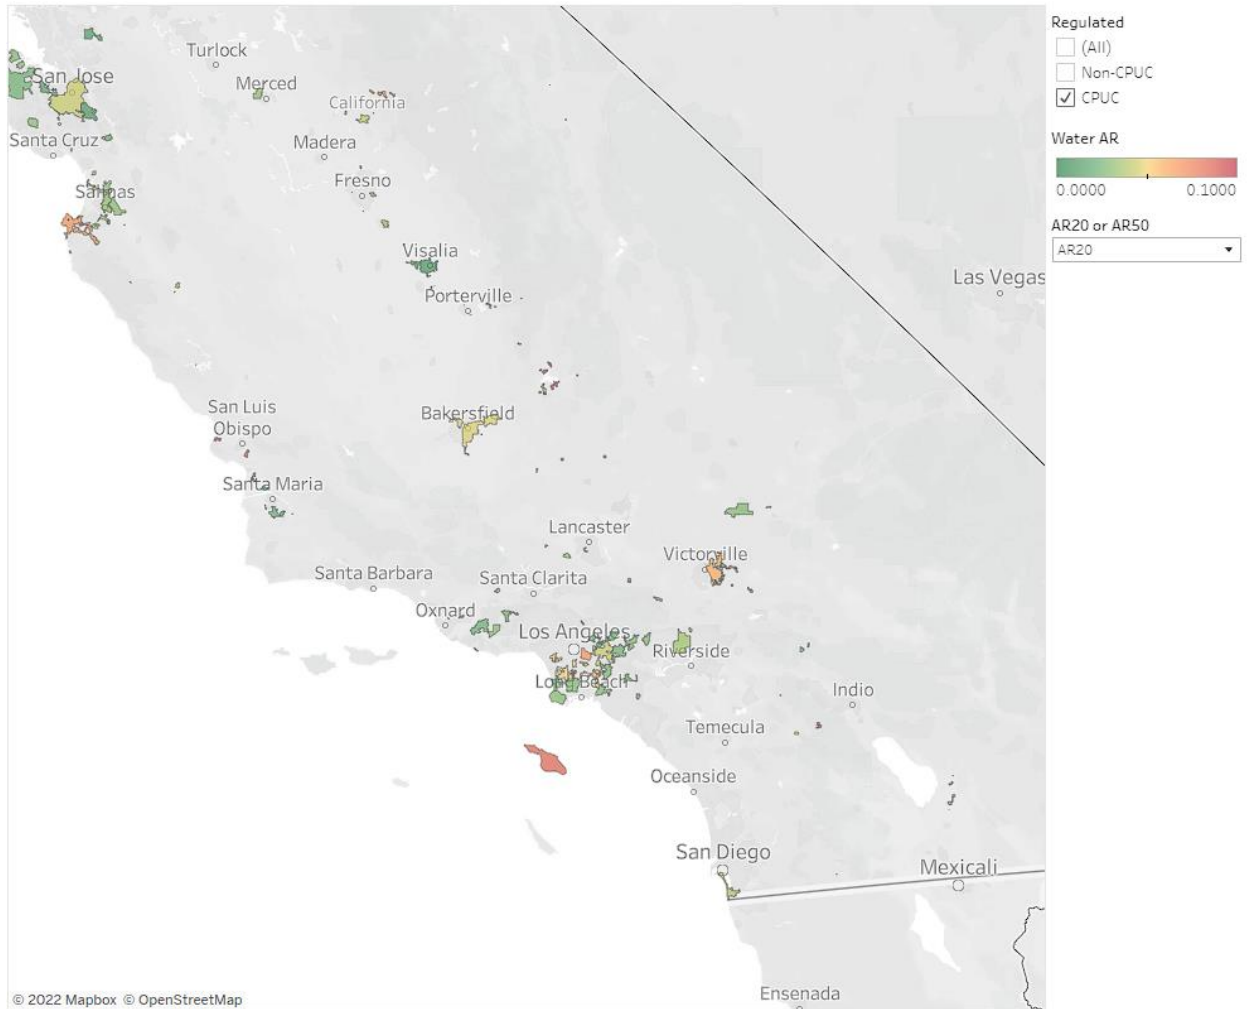 Turlock
San Jose
Merced
California
Santa Cruz
Madera
Fresno
Salinas
Visalia
Porterville
Las Vegas
San Luis
Obispo
Bakersfield
Santa Maria
Lancaster
Victorville
Santa Barbara
Santa Clarita
Oxnard
Los Angeles
Riverside
Long Beach
Indio
Temecula
Oceanside
San Diego
Mexicali
Ensenada
© 2022 Mapbox © OpenStreetMap
Regulated
(All)
Non-CPUC
CPUC
Water AR
0.0000 0.1000
AR20 or AR50
AR20